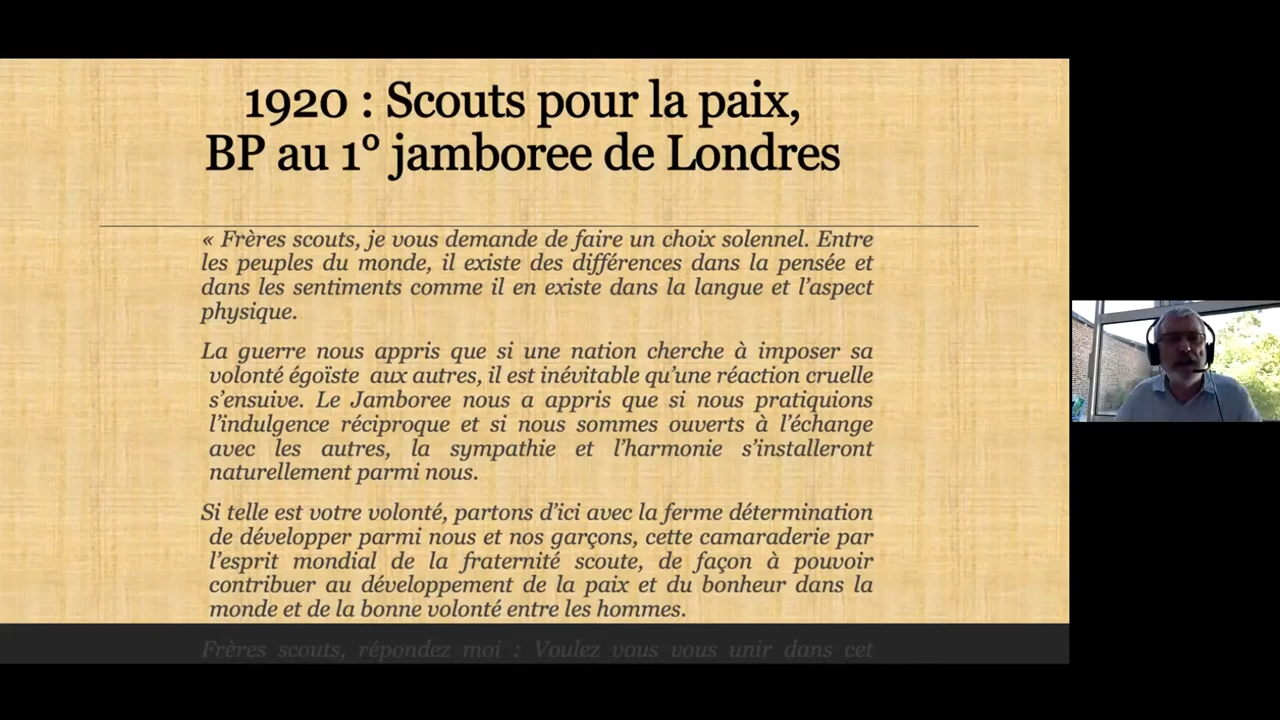 1920 : Scouts pour la paix,
BP au 1° jamboree de Londres
« Frères scouts, je vous demande de faire un choix solennel. Entre
les peuples du monde, il existe des différences dans la pensée et
dans les sentiments comme il en existe dans la langue et l’aspect
physique.
La guerre nous appris que si une nation cherche à imposer sa
volonté égoïste aux autres, il est inévitable qu’une réaction cruelle
s’ensuive. Le Jamboree nous a appris que si nous pratiquions
l’indulgence réciproque et si nous sommes ouverts à l’échange
avec les autres, la sympathie et l’harmonie s’installeront
naturellement parmi nous.
Si telle est votre volonté, partons d’ici avec la ferme détermination
de développer parmi nous et nos garçons, cette camaraderie par
l’esprit mondial de la fraternité scoute, de façon à pouvoir
contribuer au développement de la paix et du bonheur dans la
monde et de la bonne volonté entre les hommes.
Frères scouts, répondez moi : Voulez vous vous unir dans cet